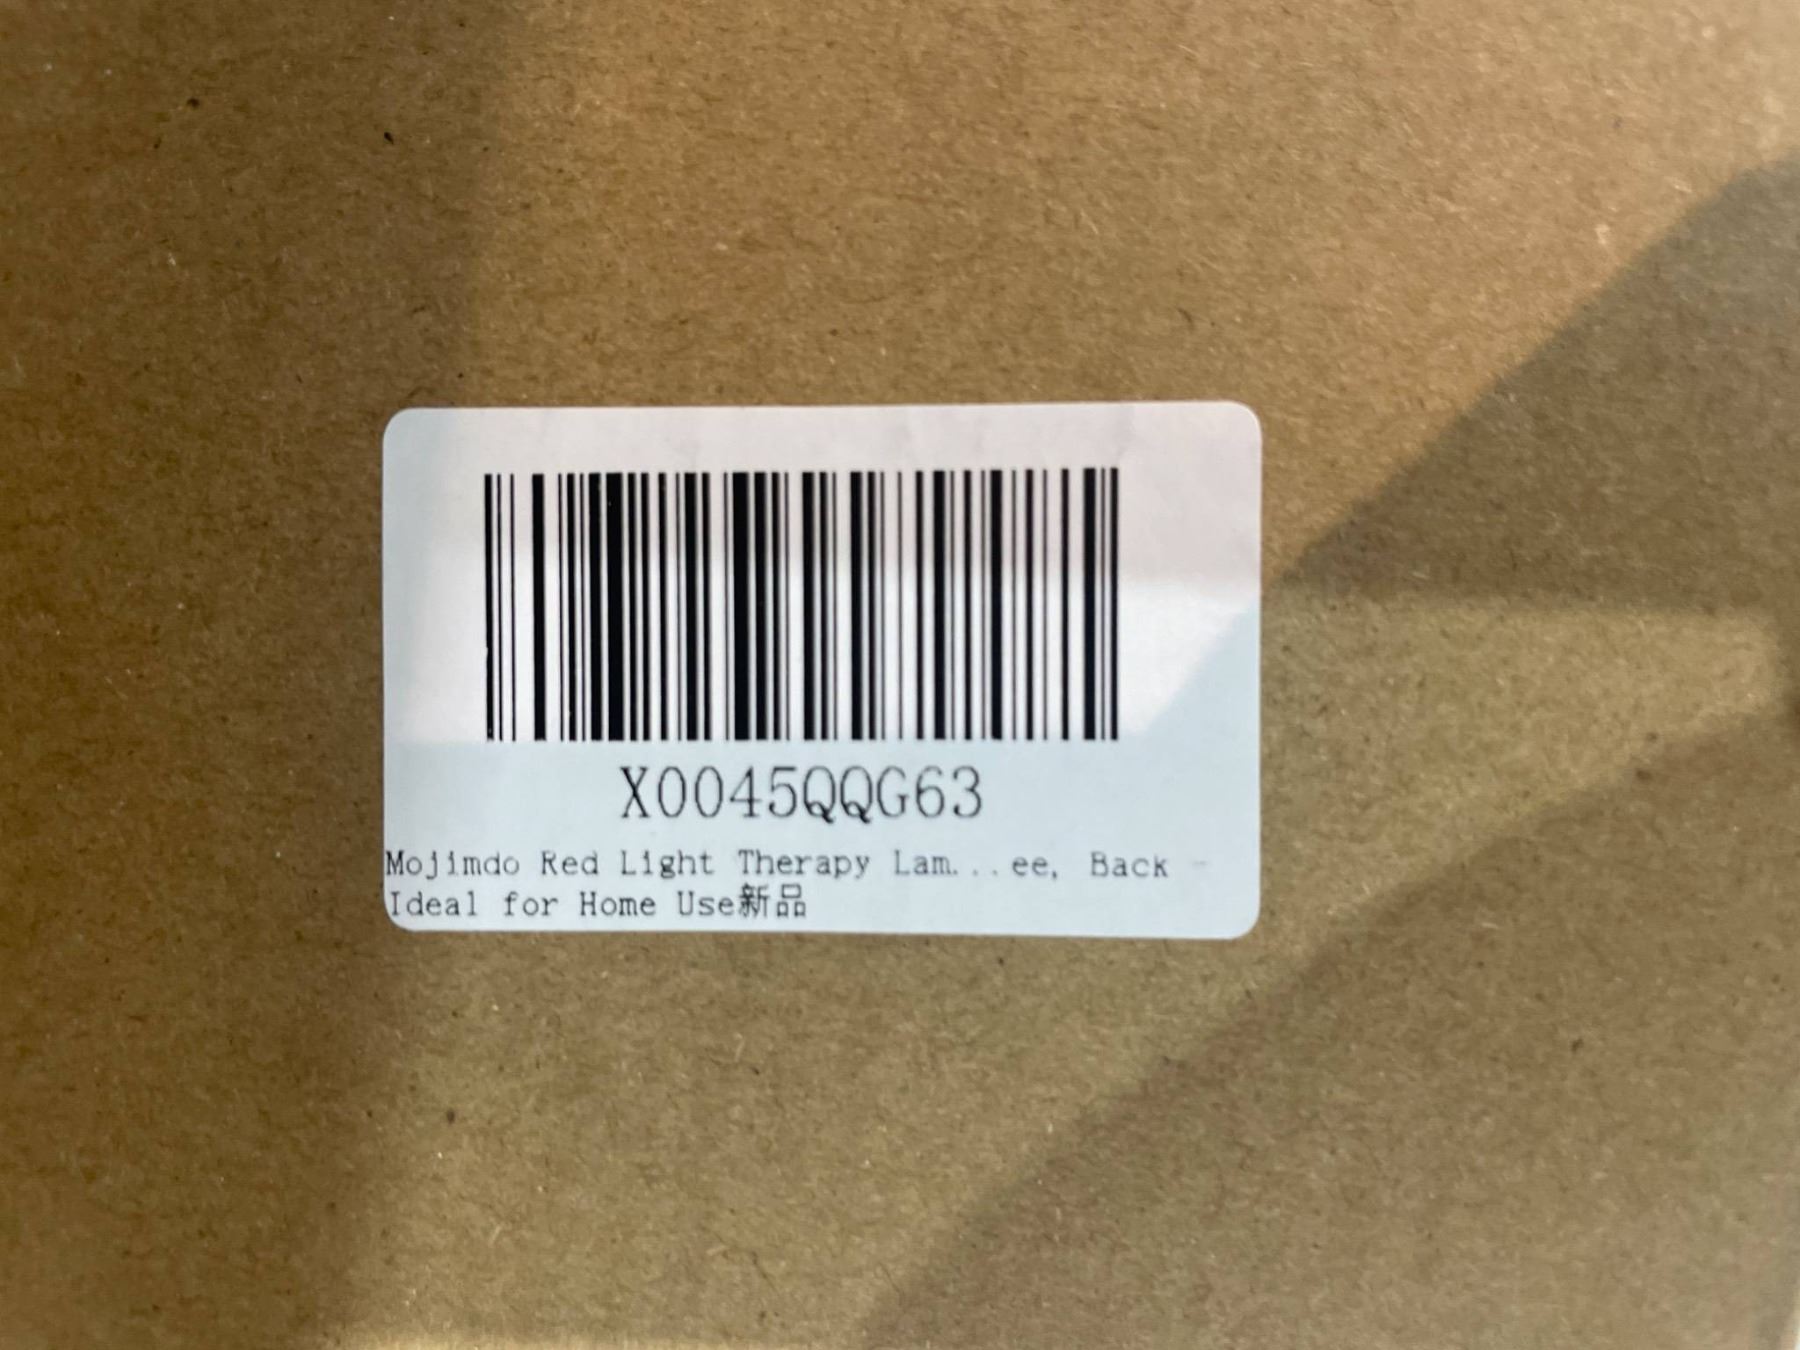 X0045QQG63
Mojimdo Red Light Therapy Lam...ee, Back -
Ideal for Home Use新品